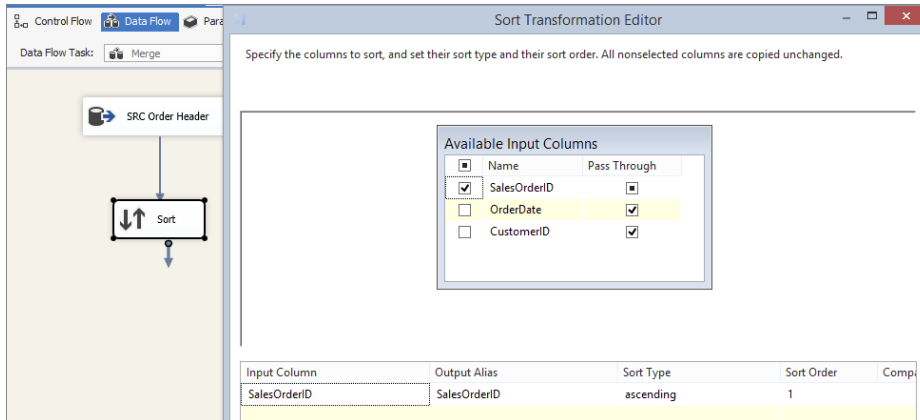 Control Flow Data Flow Para
Data Flow Task: Merge
SRC Order Header
Sort
Sort Transformation Editor
Specify the columns to sort, and set their sort type and their sort order. All nonselected columns are copied unchanged.
Available Input Columns
Name Pass Through
SalesOrderID
OrderDate
CustomerID
Input Column Output Alias Sort Type Sort Order Compa
SalesOrderID SalesOrderID ascending 1